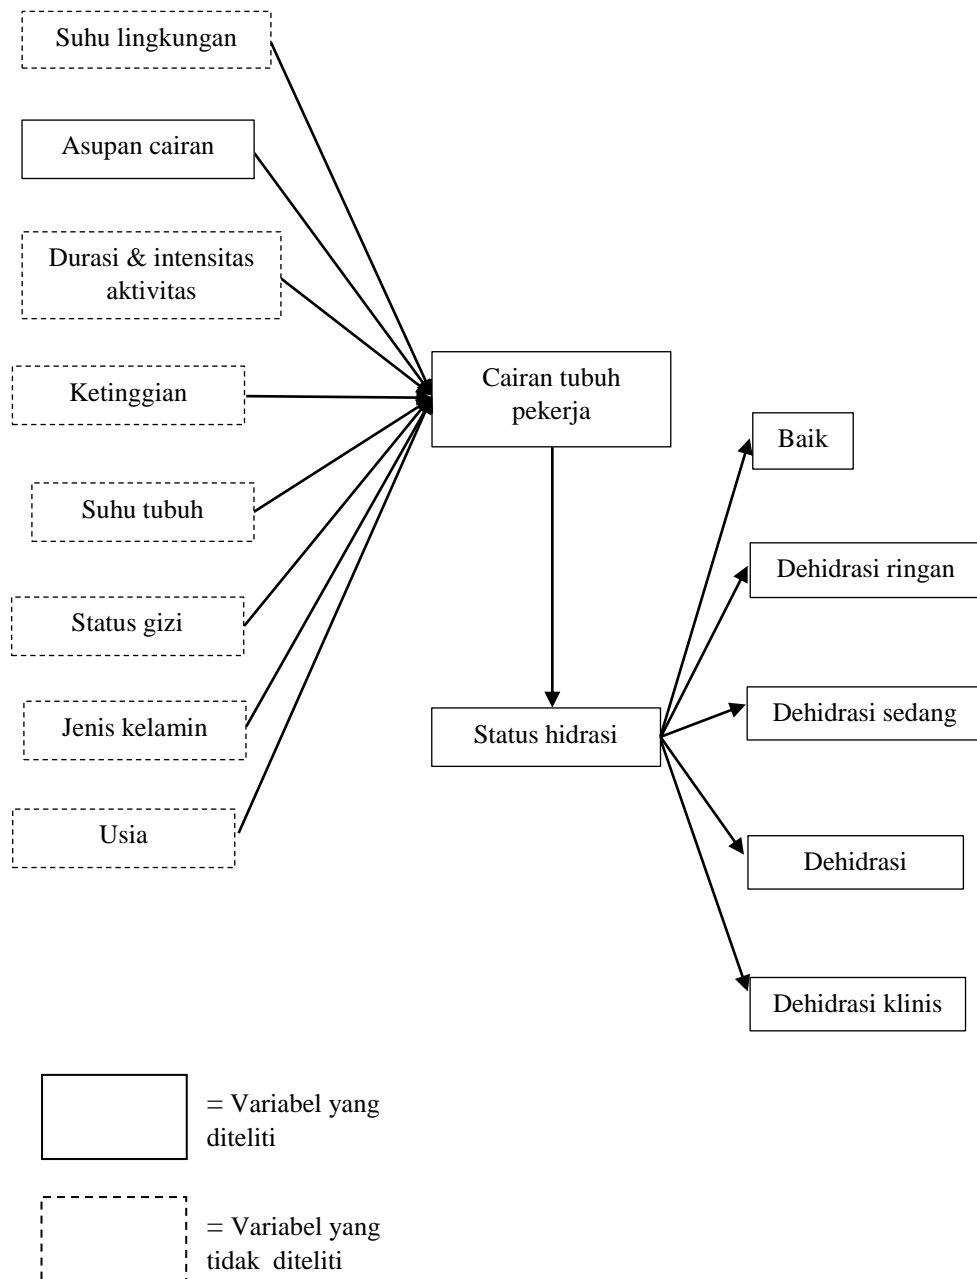 Suhu lingkungan
Asupan cairan
Durasi & intensitas
aktivitas
Ketinggian
Suhu tubuh
Status gizi
Jenis kelamin
Usia
Cairan tubuh
pekerja
Status hidrasi
Baik
Dehidrasi ringan
Dehidrasi sedang
Dehidrasi
Dehidrasi klinis
= Variabel yang
diteliti
= Variabel yang
tidak diteliti